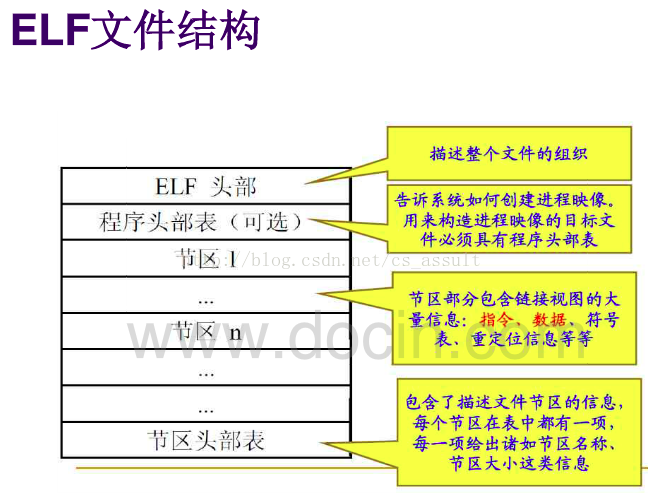 ELF文件结构
描述整个文件的组织
ELF 头部
告诉系统如何创建进程映像。
用来构造进程映像的目标文
件必须具有程序头部表
程序头部表（可选）
节区 1
http://blog.csdn.net/cs_assult
...
节区部分包含链接视图的大
量信息：指令、数据、符号
表、重定位信息等等
节区 n
www.docin.com
...
...
节区头部表
包含了描述文件节区的信息，
每个节区在表中都有一项，
每一项给出诸如节区名称、
节区大小这类信息